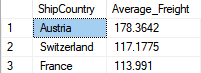 ShipCountry Average_Freight
1 Austria 178.3642
2 Switzerland 117.1775
3 France 113.991